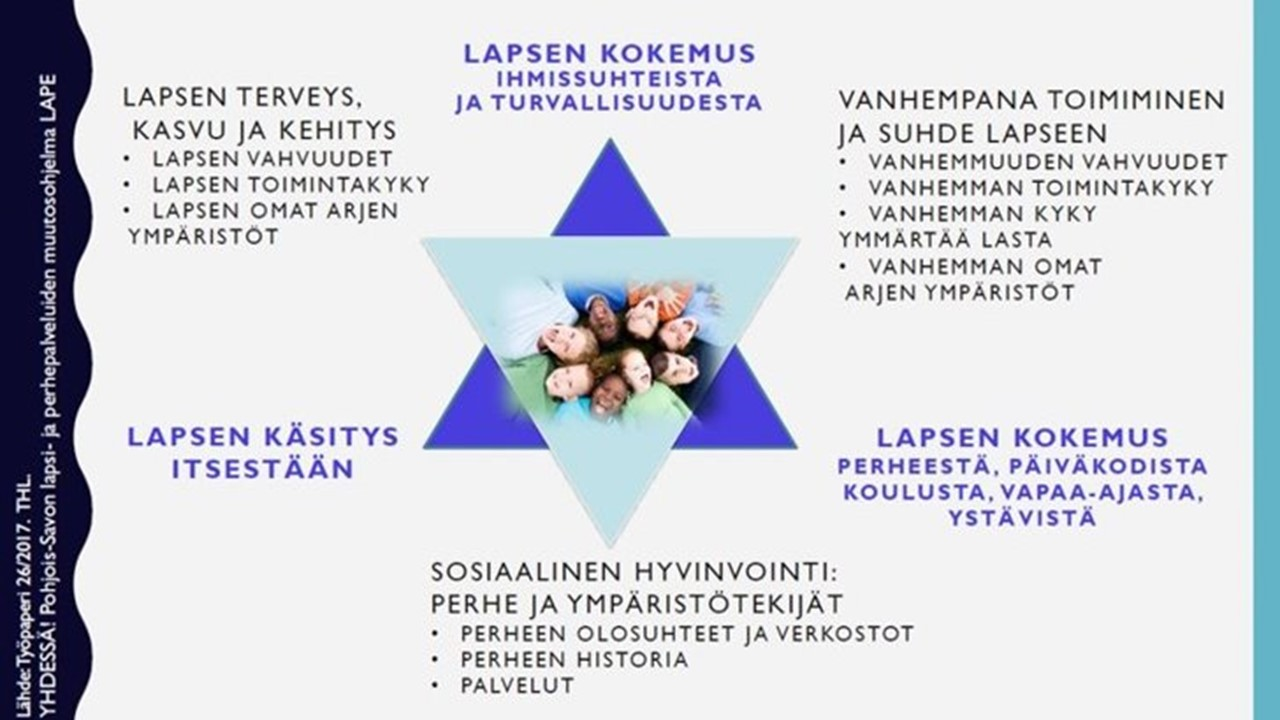 Lähde: Työpaperi 26/2017. THL.
YHDESSÄ! Pohjois-Savon lapsi- ja perhepalveluiden muutosohjelma LAPE
LAPSEN KOKEMUS
IHMISSUHTEISTA
JA TURVALLISUUDESTA
LAPSEN TERVEYS,
KASVU JA KEHITYS
• LAPSEN VAHVUUDET
• LAPSEN TOIMINTAKYKY
• LAPSEN OMAT ARJEN
YMPÄRISTÖT
VANHEMPANA TOIMIMINEN
JA SUHDE LAPSEEN
• VANHEMMUUDEN VAHVUUDET
• VANHEMMAN TOIMINTAKYKY
• VANHEMMAN KYKY
YMMÄRTÄÄ LASTA
• VANHEMMAN OMAT
ARJEN YMPÄRISTÖT
LAPSEN KÄSITYS
ITSESTÄÄN
LAPSEN KOKEMUS
PERHEESTÄ, PÄIVÄKODISTA
KOULUSTA, VAPAA-AJASTA,
YSTÄVISTÄ
SOSIAALINEN HYVINVOINTI:
PERHE JA YMPÄRISTÖTEKIJÄT
• PERHEEN OLOSUHTEET JA VERKOSTOT
• PERHEEN HISTORIA
• PALVELUT